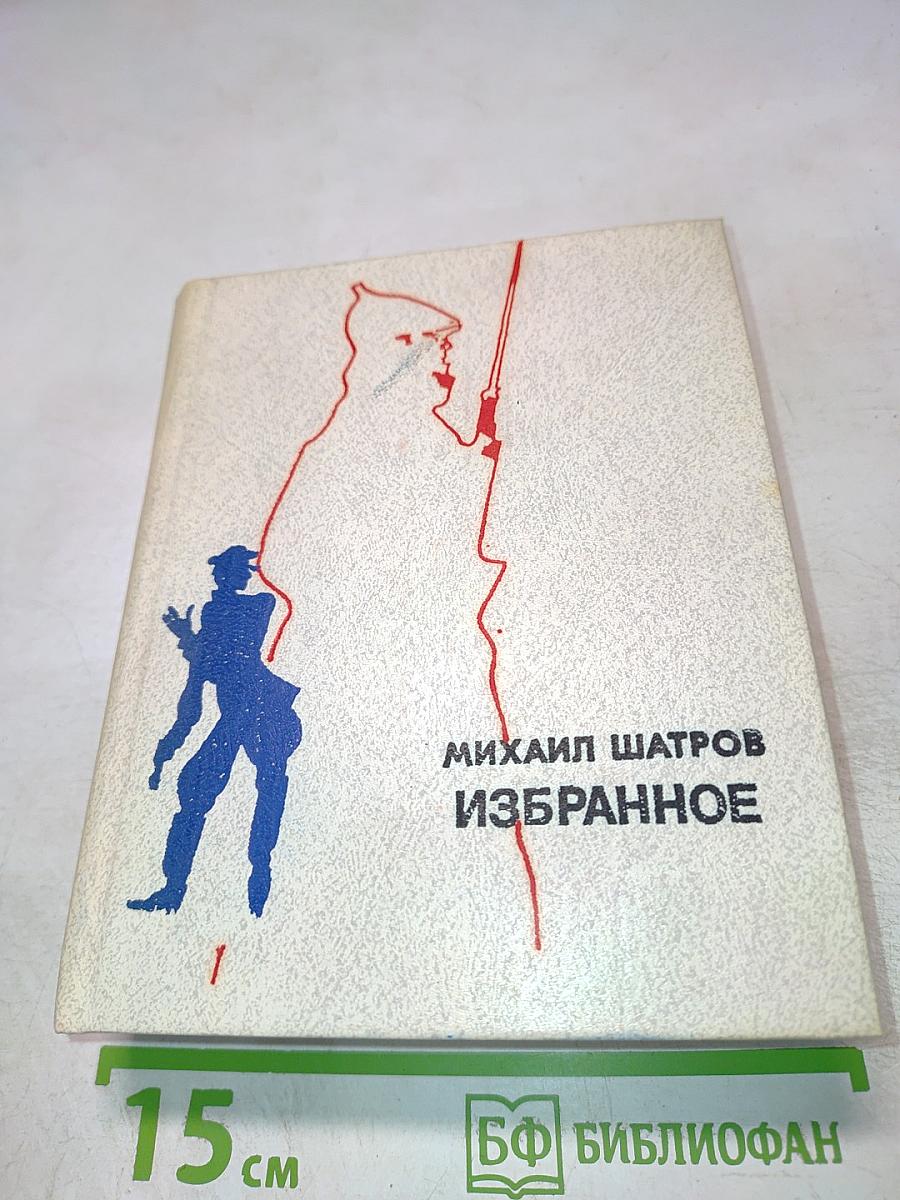 МИХАИЛ ШАТРОВ
ИЗБРАННОЕ
15 см
БФ БИБЛИОФАН